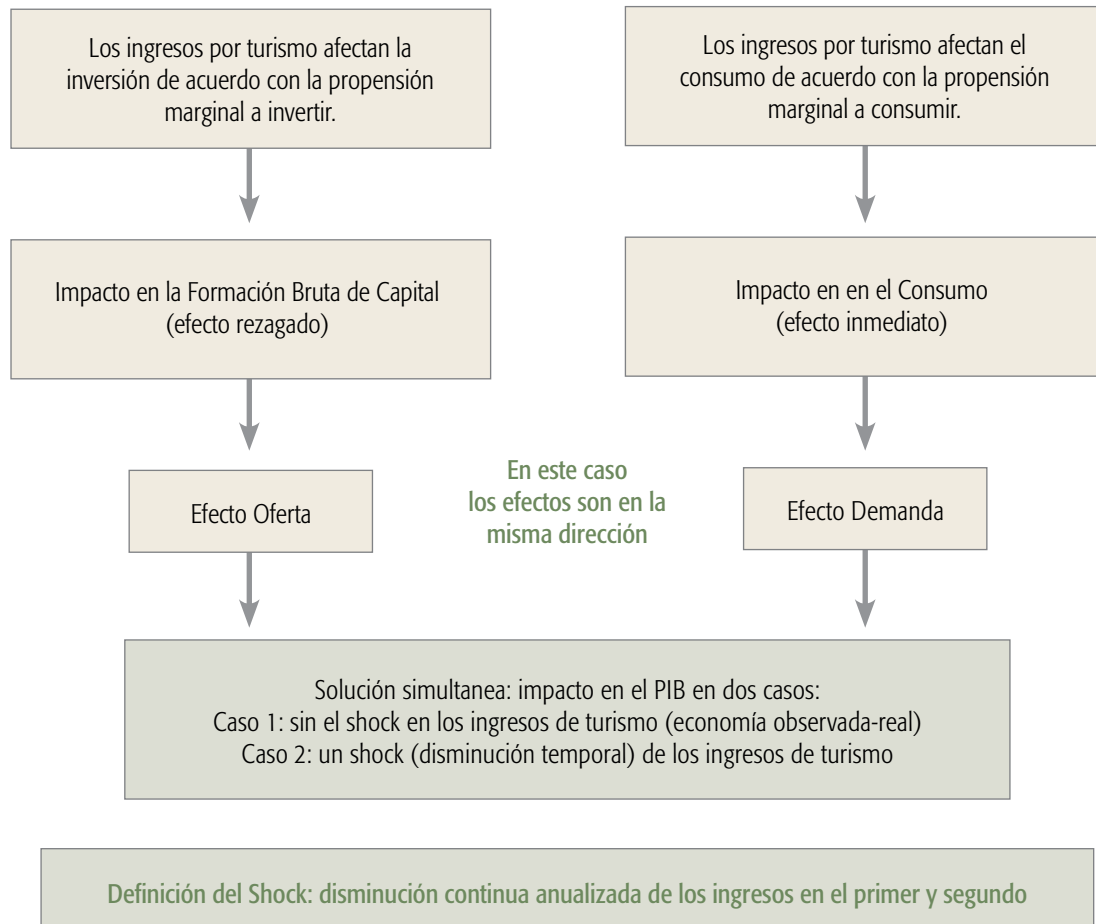 Los ingresos por turismo afectan la
inversión de acuerdo con la propensión
marginal a invertir.
Los ingresos por turismo afectan el
consumo de acuerdo con la propensión
marginal a consumir.
Impacto en la Formación Bruta de Capital
(efecto rezagado)
Impacto en en el Consumo
(efecto inmediato)
Efecto Oferta
En este caso
los efectos son en la
misma dirección
Efecto Demanda
Solución simultanea: impacto en el PIB en dos casos:
Caso 1: sin el shock en los ingresos de turismo (economía observada-real)
Caso 2: un shock (disminución temporal) de los ingresos de turismo
Definición del Shock: disminución continua anualizada de los ingresos en el primer y segundo